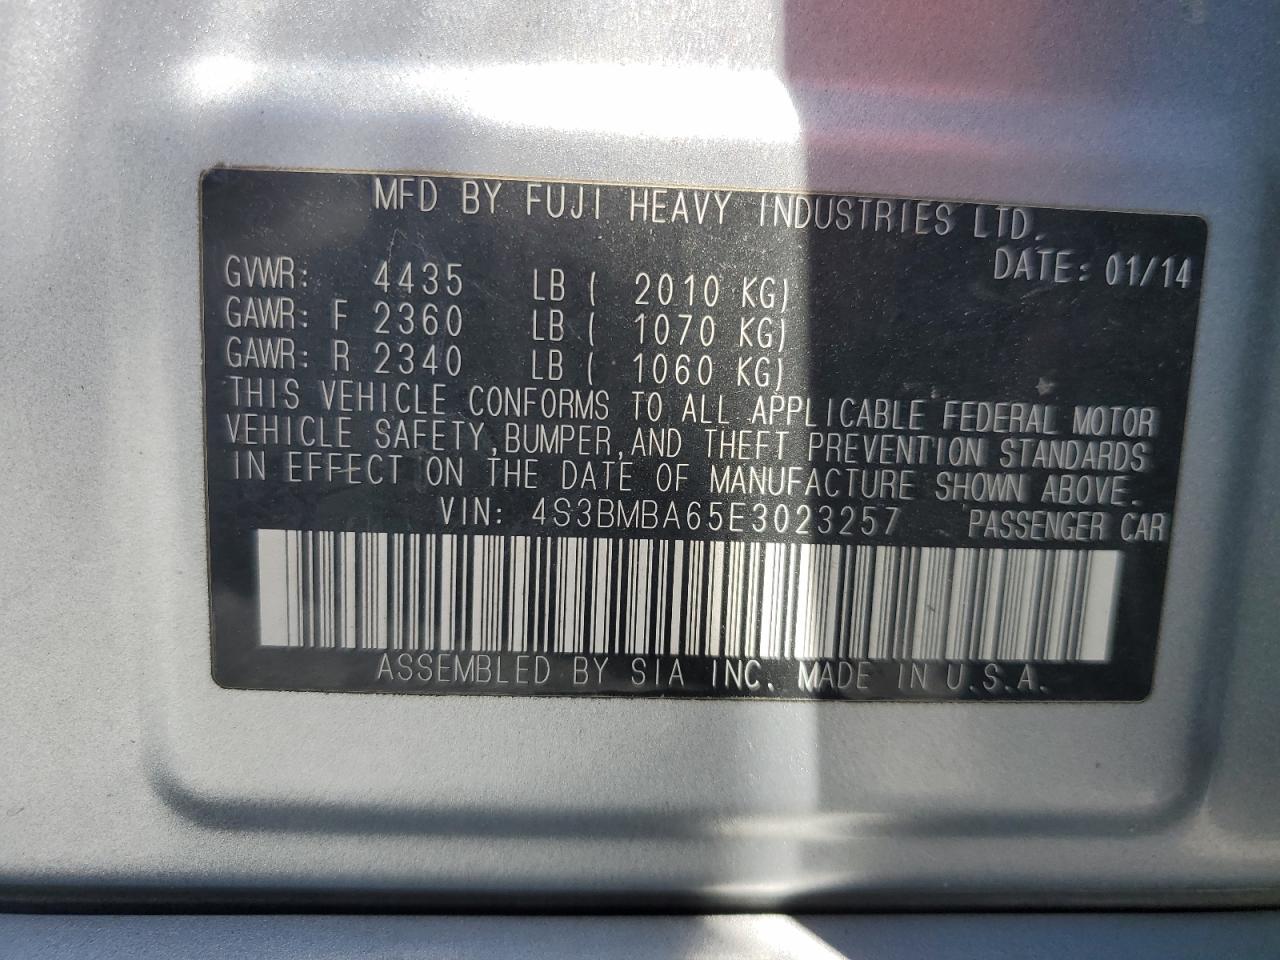 MFD BY FUJI HEAVY INDUSTRIES LTD.
DATE: 01/14
GVWR: 4435 LB ( 2010 KG)
GAWR: F 2360 LB ( 1070 KG)
GAWR: R 2340 LB ( 1060 KG)
THIS VEHICLE CONFORMS TO ALL APPLICABLE FEDERAL MOTOR
VEHICLE SAFETY, BUMPER, AND THEFT PREVENTION STANDARDS
IN EFFECT ON THE DATE OF MANUFACTURE SHOWN ABOVE.
VIN: 4S3BMBA65E3023257 PASSENGER CAR
ASSEMBLED BY SIA INC. MADE IN U.S.A.